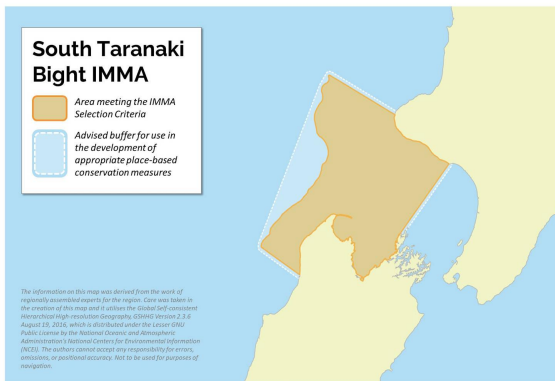 South Taranaki
Bight IMMA
Area meeting the IMMA
Selection Criteria
Advised buffer for use in
the development of
appropriate place-based
conservation measures
The information on this map was derived from the work of
regionally assembled experts for the region. Care was taken in
the creation of this map and it utilises the Global Self-consistent
Hierarchical High-resolution Geography, GSHHG Version 2.3.6
August 19, 2016, which is distributed under the Lesser GNU
Public License by the National Oceanic and Atmospheric
Administration's National Centers for Environmental Information
(NCEI). The authors cannot accept any responsibility for errors,
omissions, or positional accuracy. Not to be used for purposes of
navigation.